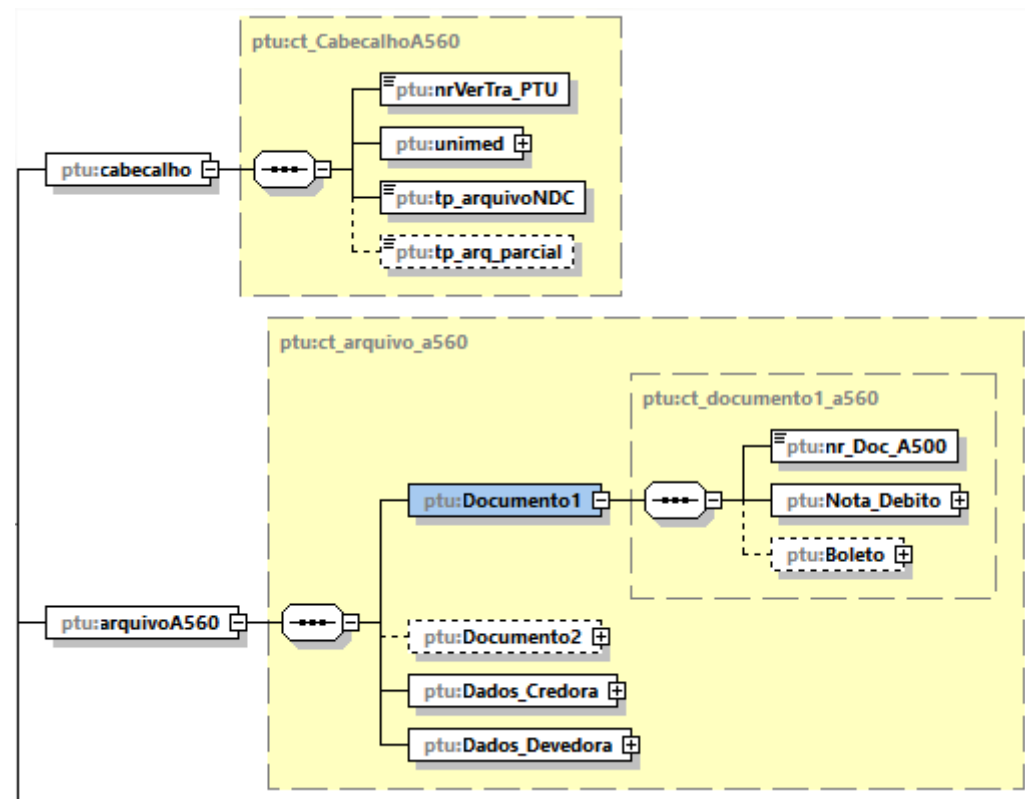 ptu:ct_CabecalhoA560
ptu:nrVerTra_PTU
ptu:unimed
ptu:cabecalho
ptu:tp_arquivoNDC
ptu:tp_arq_parcial
ptu:ct_arquivo_a560
ptu:ct_documento1_a560
ptu:nr_Doc_A500
ptu:Documento1
ptu:Nota_Debito
ptu:Boleto
ptu:arquivoA560
ptu:Documento2
ptu:Dados_Credora
ptu:Dados_Devedora